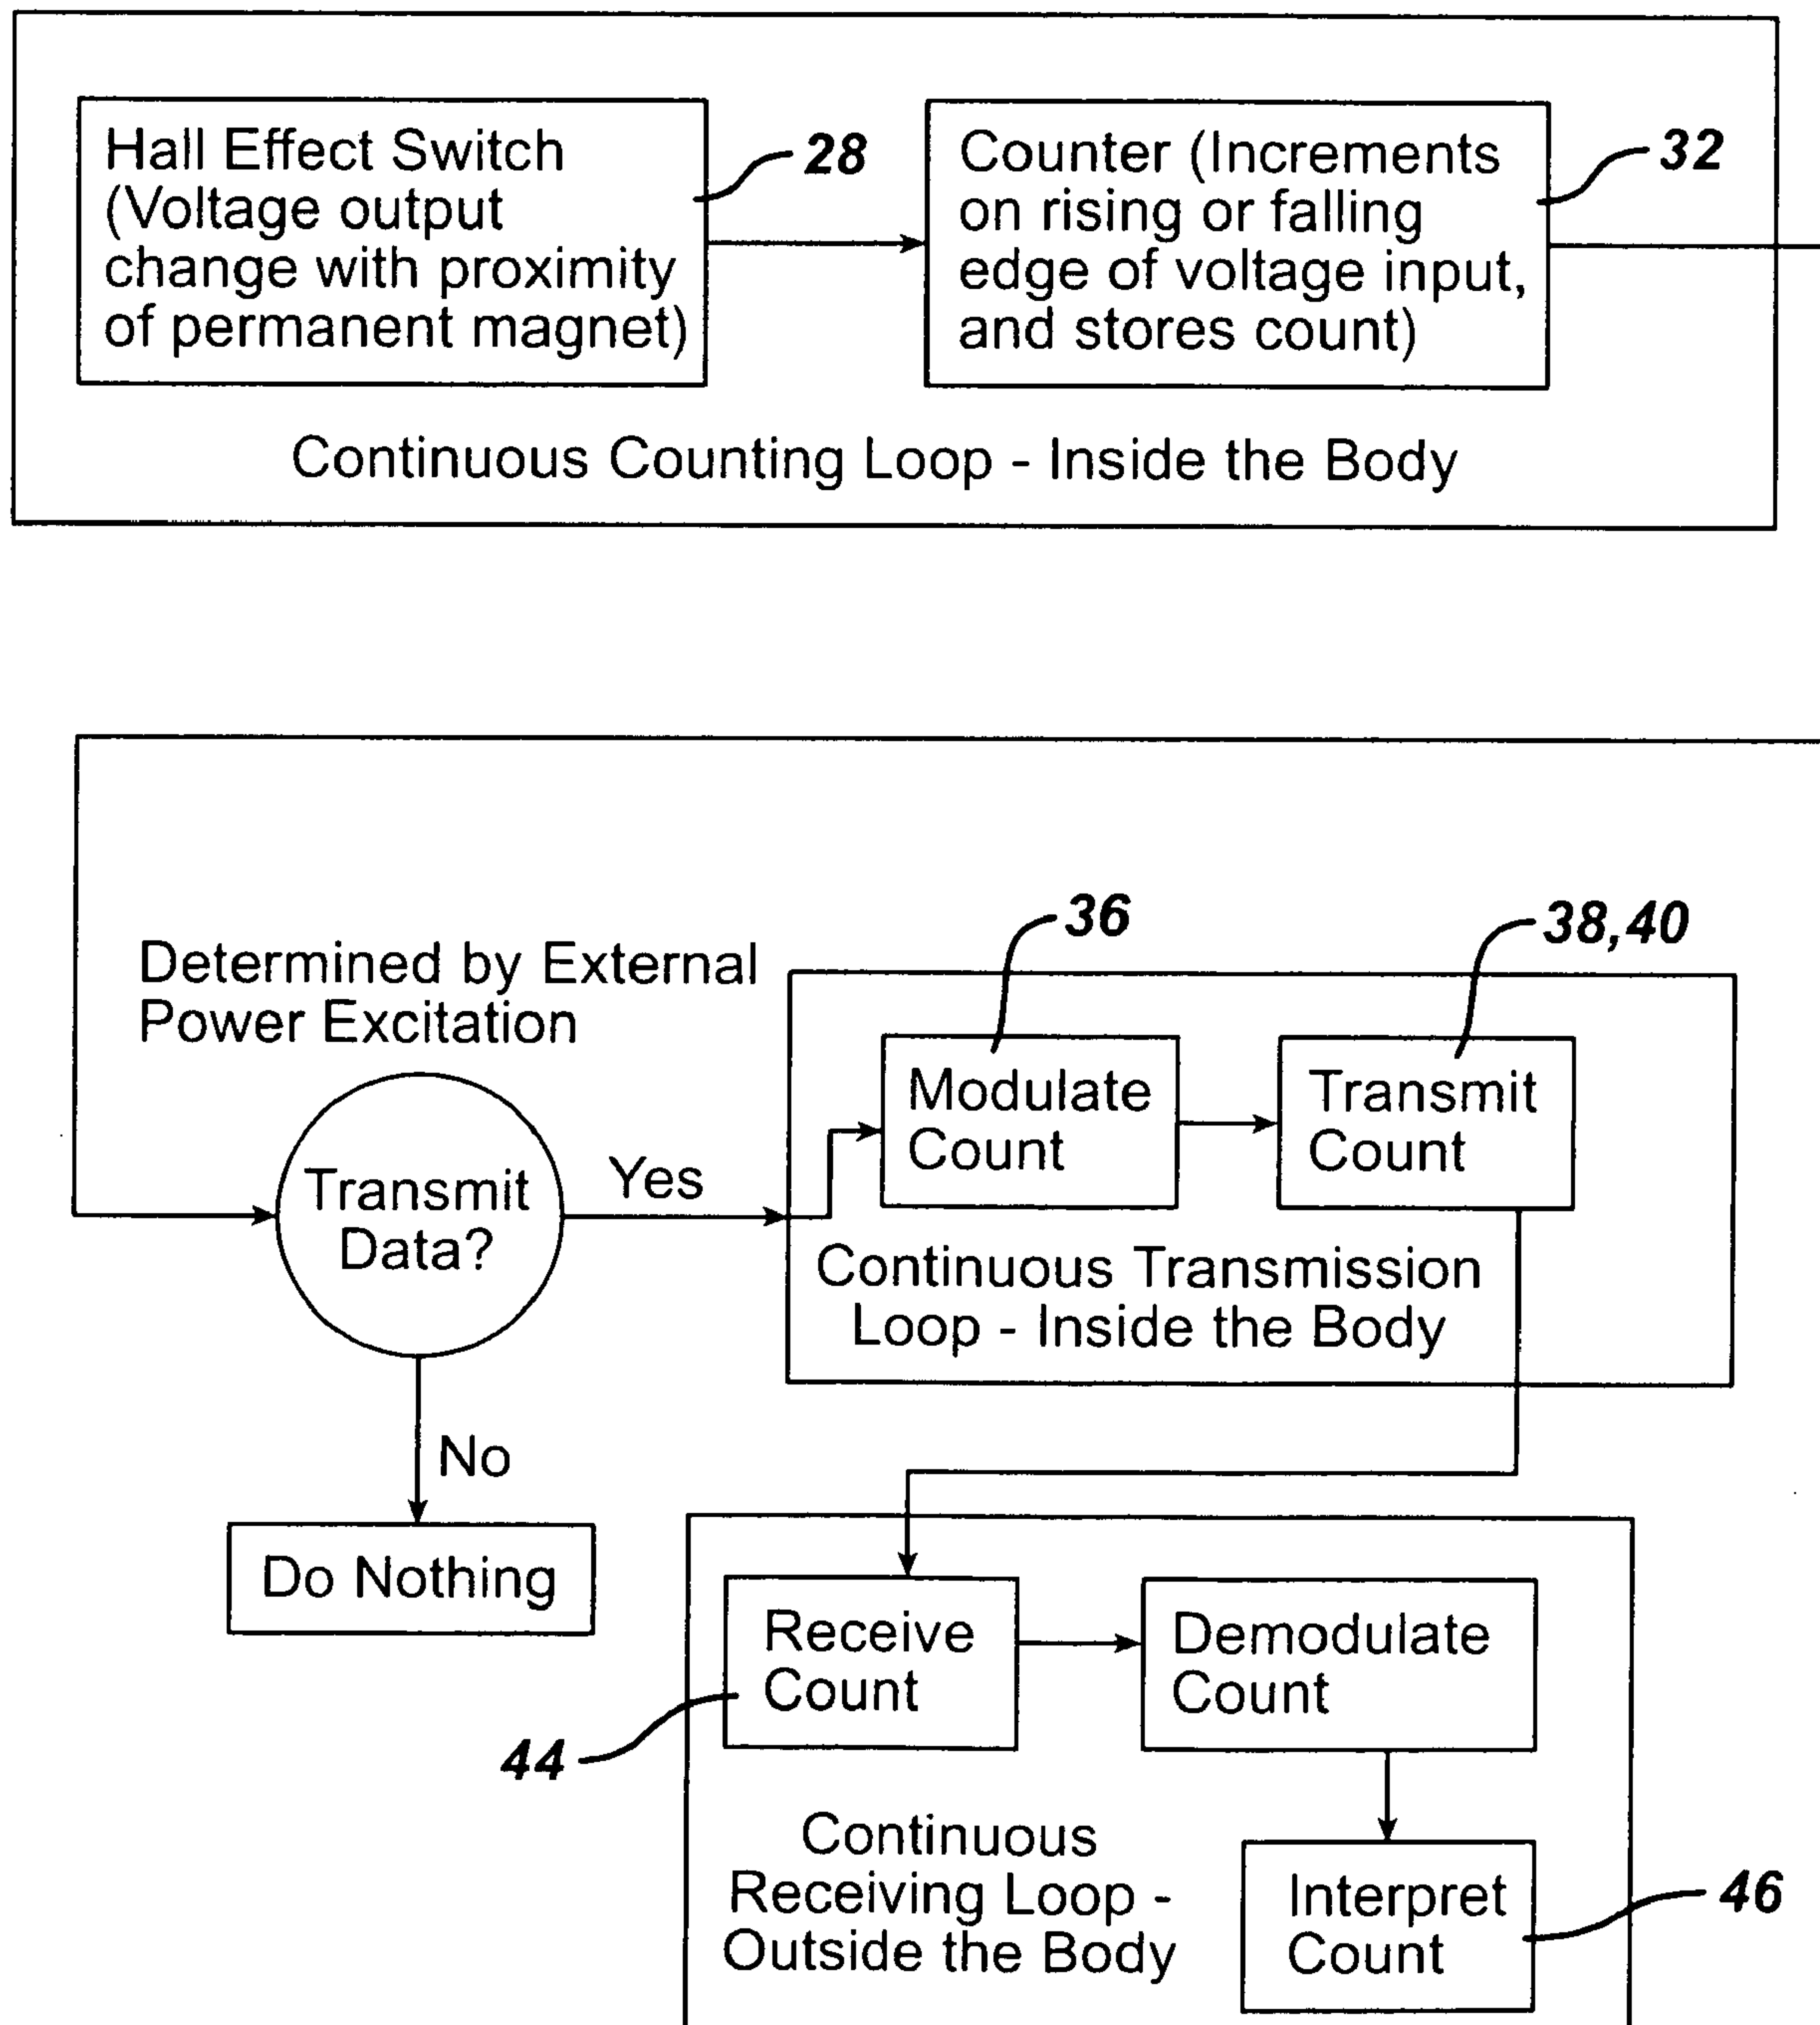 Hall Effect Switch
(Voltage output
change with proximity
of permanent magnet)
28
Counter (Increments
on rising or falling
edge of voltage input,
and stores count)
32
Continuous Counting Loop - Inside the Body
Determined by External
Power Excitation
36
38,40
Modulate
Count
Transmit
Count
Transmit
Data?
Yes
Continuous Transmission
Loop - Inside the Body
No
Do Nothing
Receive
Count
Demodulate
Count
44
Continuous
Receiving Loop -
Outside the Body
Interpret
Count
46